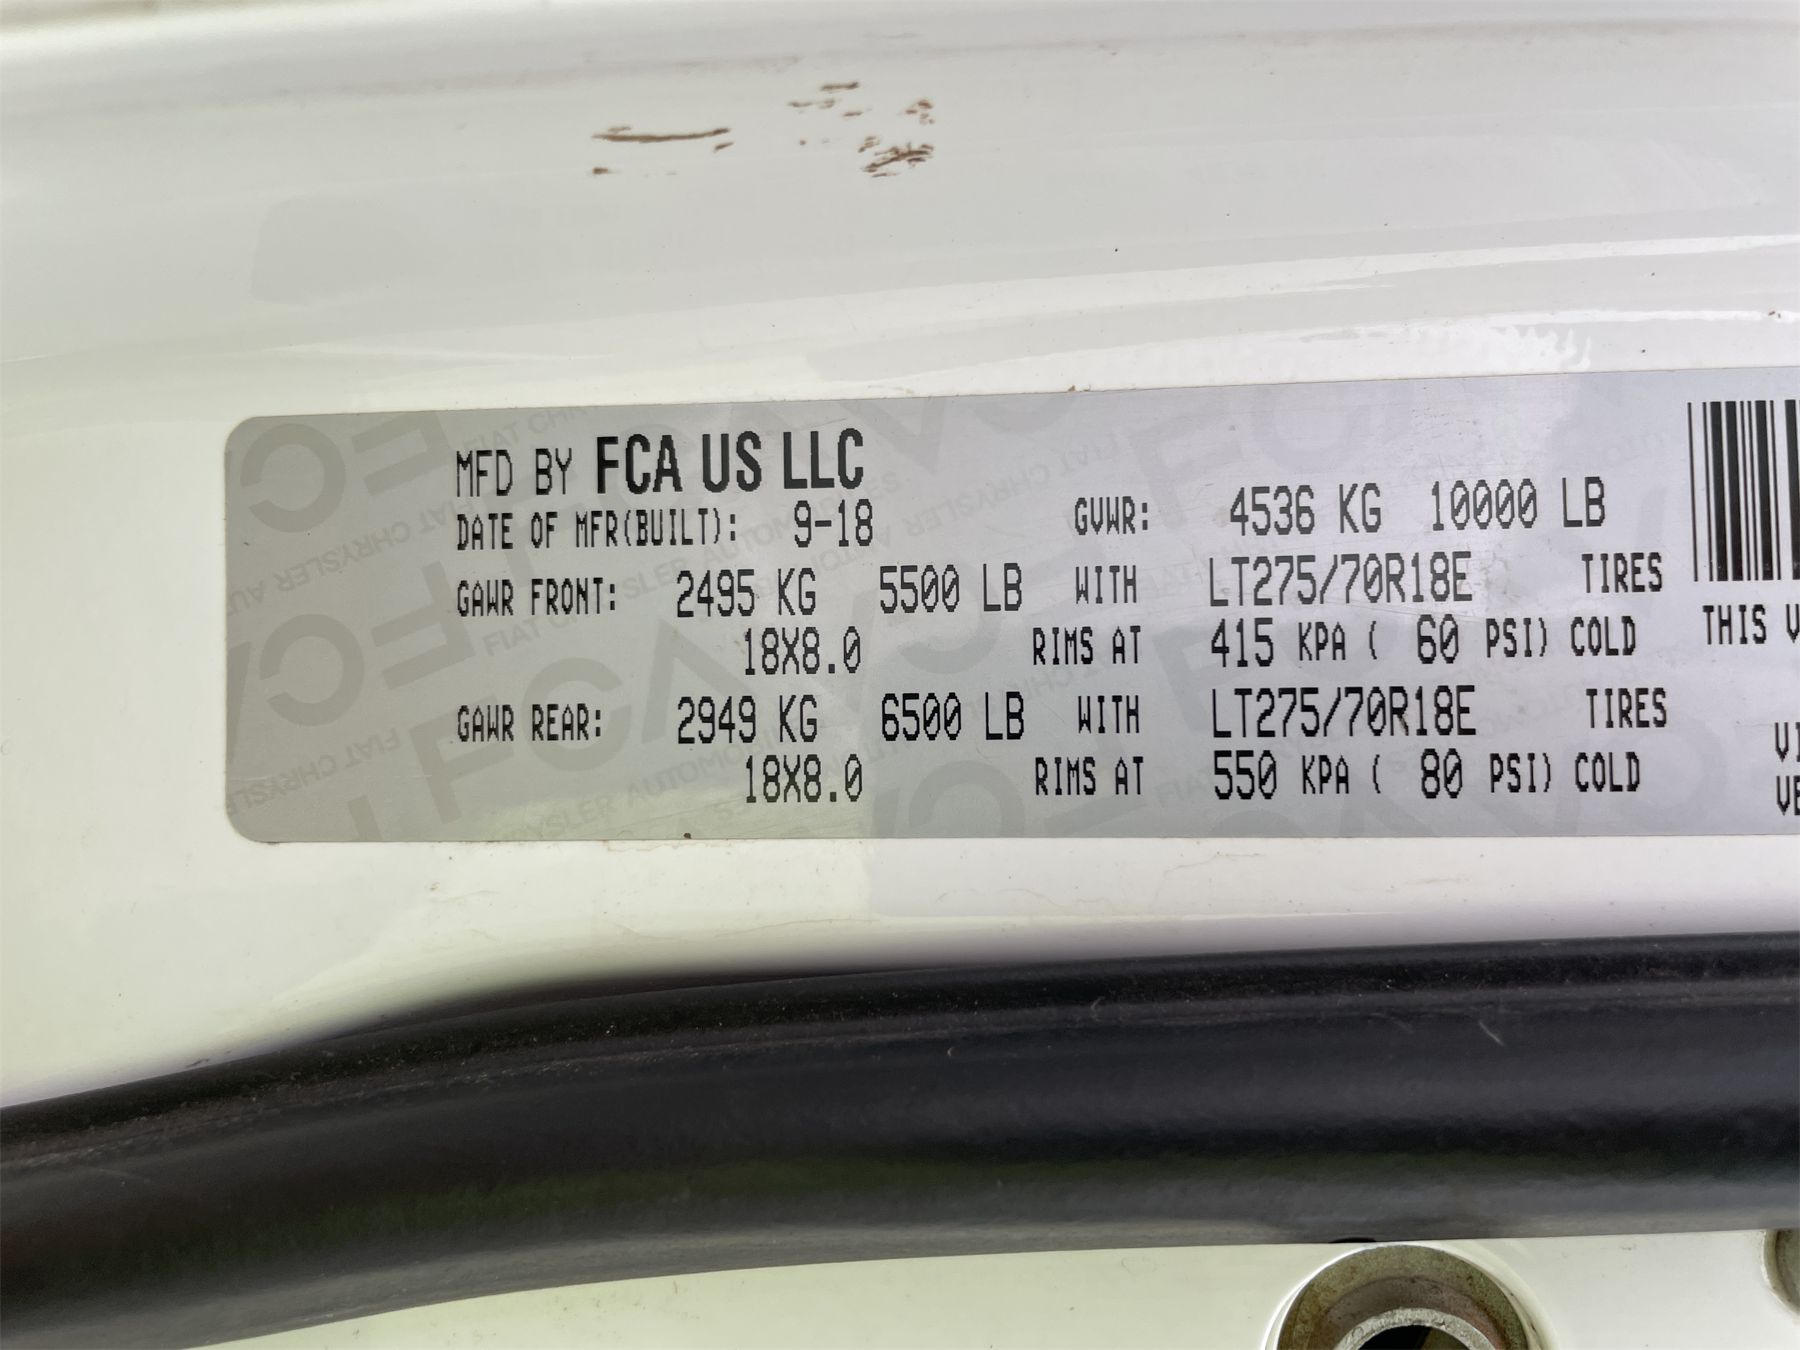 MFD BY FCA US LLC
DATE OF MFR(BUILT): 9-18 GVWR: 4536 KG 10000 LB
GAWR FRONT: 2495 KG 5500 LB WITH LT275/70R18E TIRES
18X8.0 RIMS AT 415 KPA ( 60 PSI) COLD
GAWR REAR: 2949 KG 6500 LB WITH LT275/70R18E TIRES
18X8.0 RIMS AT 550 KPA ( 80 PSI) COLD
THIS